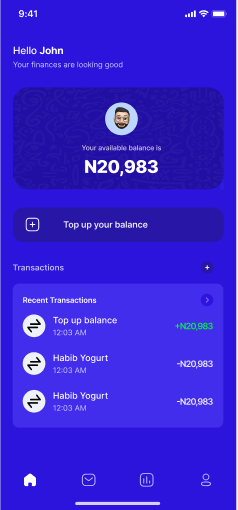 9:41
Hello John
Your finances are looking good
Your available balance is
N20,983
Top up your balance
Transactions
Recent Transactions
Top up balance
12:03 AM
+N20,983
Habib Yogurt
12:03 AM
-N20,983
Habib Yogurt
12:03 AM
-N20,983